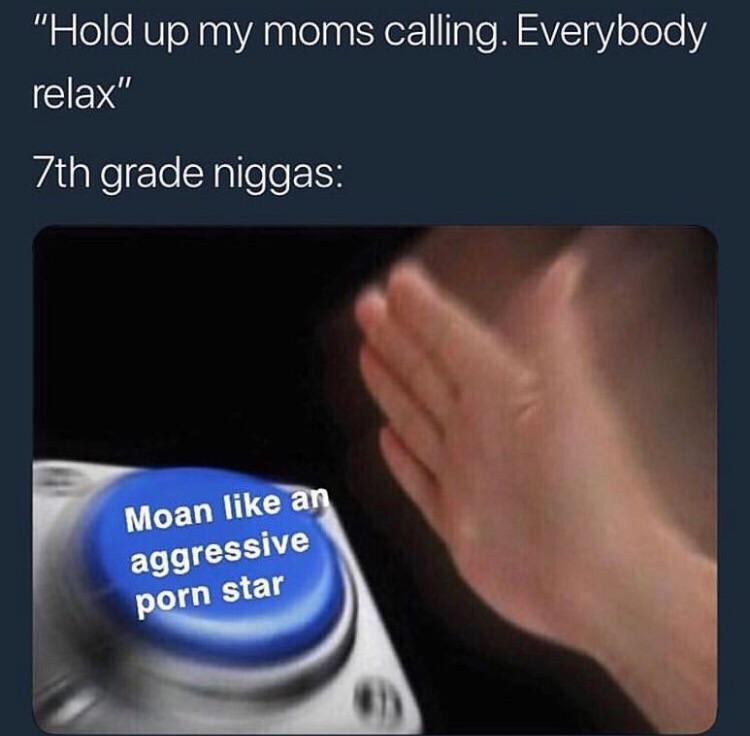 "Hold up my moms calling. Everybody
relax"
7th grade niggas:
Moan like an
aggressive
porn star